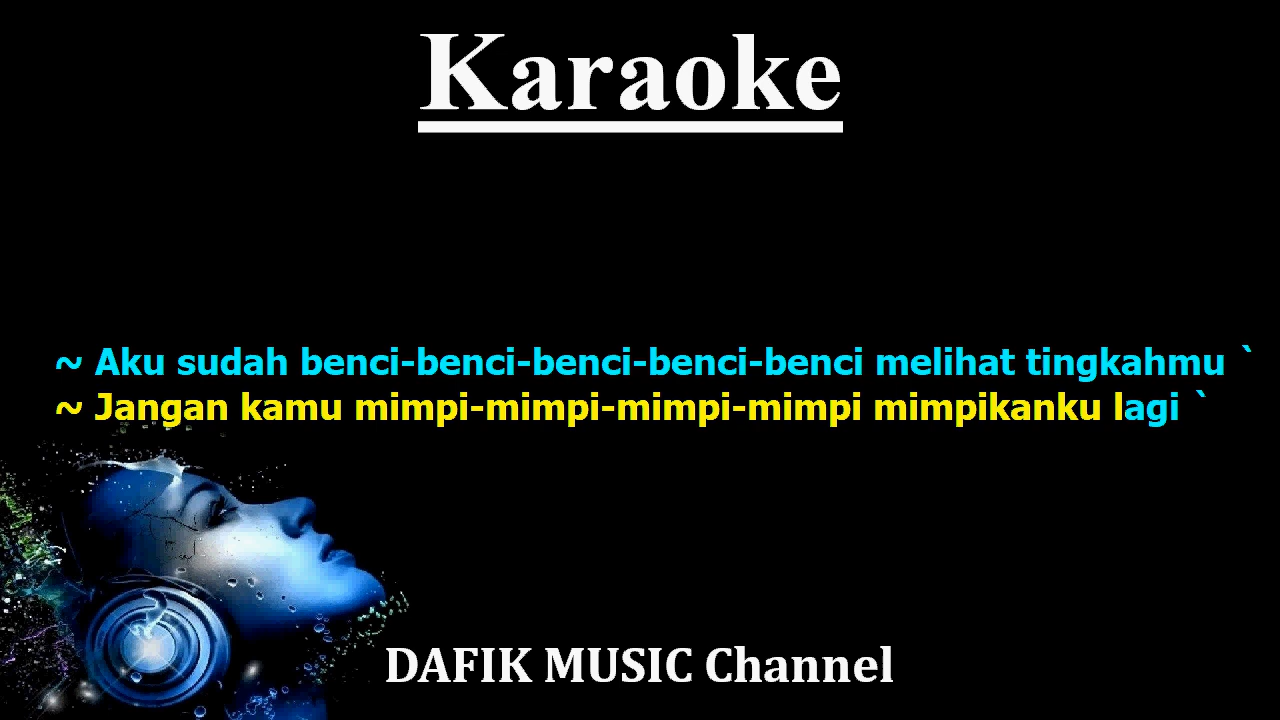 Karaoke
~ Aku sudah benci-benci-benci-benci-benci melihat tingkahmu `
~ Jangan kamu mimpi-mimpi-mimpi-mimpi mimpikanku lagi `
DAFIK MUSIC Channel